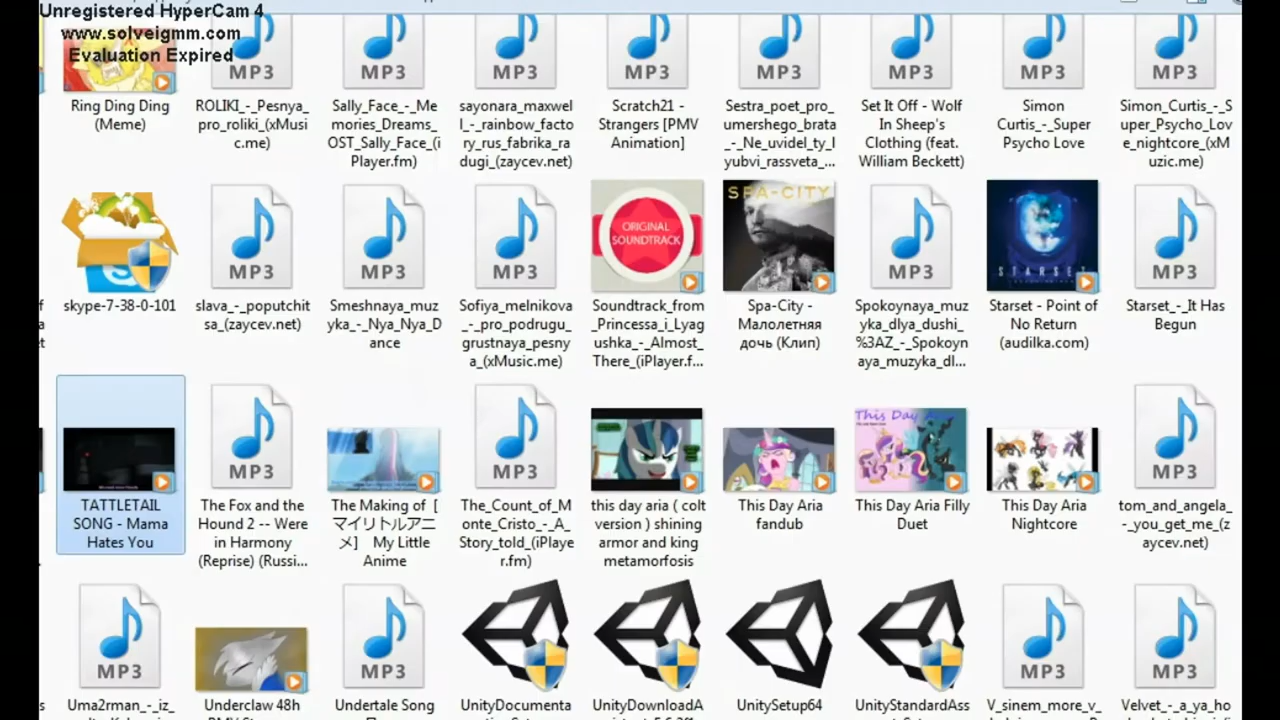 Unregistered HyperCam 4
www.solveigmm.com
Evaluation Expired
MP3
MP3
MP3
MP3
MP3
MP3
MP3
MP3
Ring Ding Ding
(Meme)
ROLIKI_-_Pesnya_
pro_roliki_(xMusi
c.me)
Sally_Face_-_Me
mories_Dreams_
OST_Sally_Face_(i
Player.fm)
sayonara_maxwel
l_-_rainbow_facto
ry_rus_fabrika_ra
dugi_(zaycev.net)
Scratch21 -
Strangers [PMV
Animation]
Sestra_poet_pro_
umershego_brata
_-_Ne_uvidel_ty_l
yubvi_rassveta_...
Set It Off - Wolf
In Sheep's
Clothing (feat.
William Beckett)
Simon
Curtis_-_Super
Psycho Love
Simon_Curtis_-_S
uper_Psycho_Lov
e_nightcore_(xM
uzic.me)
MP3
MP3
MP3
ORIGINAL
SOUNDTRACK
SPA-CITY
MP3
STARSET
MP3
skype-7-38-0-101
slava_-_poputchit
sa_(zaycev.net)
Smeshnaya_muz
yka_-_Nya_Nya_D
ance
Sofiya_melnikova
_-_pro_podrugu_
grustnaya_pesny
a_(xMusic.me)
Soundtrack_from
_Princessa_i_Lyag
ushka_-_Almost_
There_(iPlayer.f...
Spa-City -
Малолетняя
дочь (Клип)
Spokoynaya_muz
yka_dlya_dushi_
%3AZ_-_Spokoyn
aya_muzyka_dl...
Starset - Point of
No Return
(audilka.com)
Starset_-_It Has
Begun
MP3
MP3
This Day Aria
MP3
TATTLETAIL
SONG - Mama
Hates You
The Fox and the
Hound 2 -- Were
in Harmony
(Reprise) (Russi...
The Making of [
マイリトルアニ
メ] My Little
Anime
The_Count_of_M
onte_Cristo_-_A_
Story_told_(iPlaye
r.fm)
this day aria ( colt
version ) shining
armor and king
metamorfosis
This Day Aria
fandub
This Day Aria Filly
Duet
This Day Aria
Nightcore
tom_and_angela_
-_you_get_me_(z
aycev.net)
MP3
MP3
MP3
MP3
Uma2rman_-_iz_
Underclaw 48h
Undertale Song
UnityDocumenta
UnityDownloadA
UnitySetup64
UnityStandardAss
V_sinem_more_v_
Velvet_-_a_ya_ho